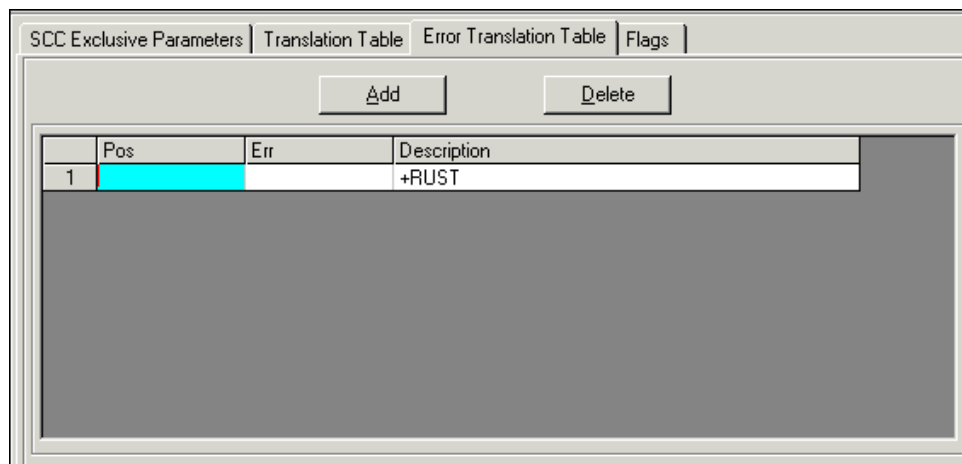 SCC Exclusive Parameters Translation Table Error Translation Table Flags
Add Delete
Pos Err Description
1 +RUST